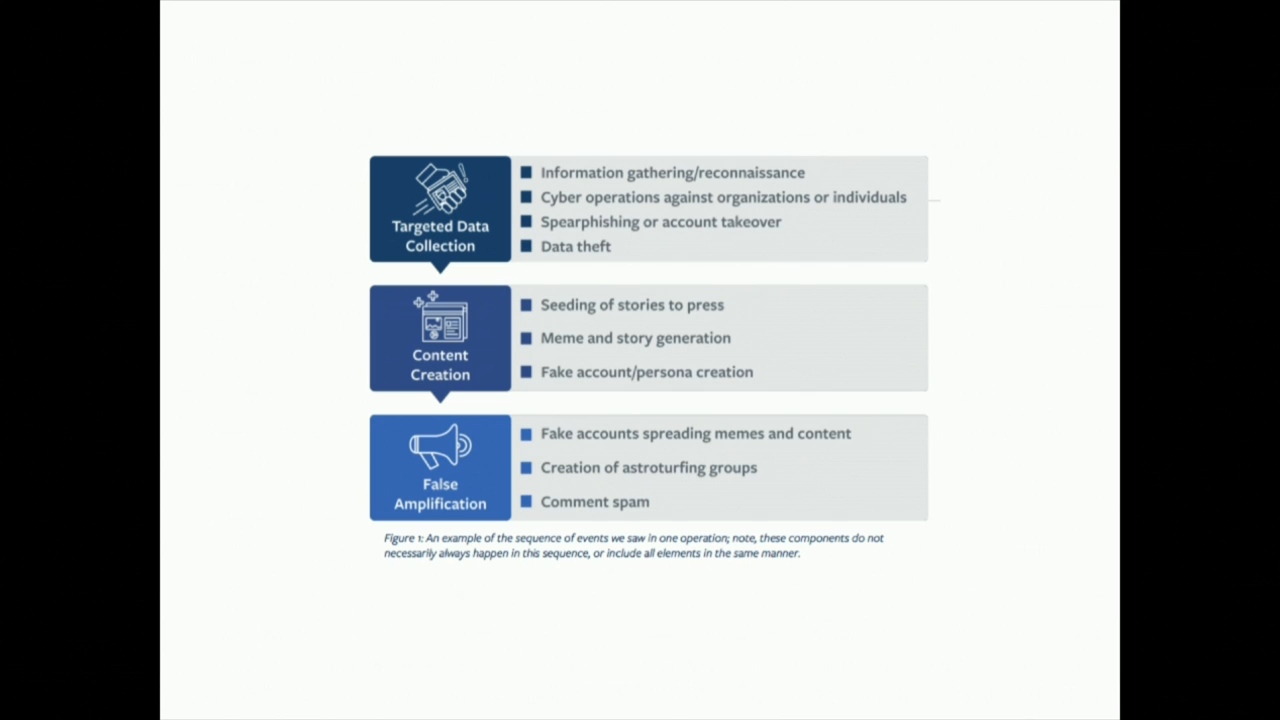 Targeted Data
Collection
Information gathering/reconnaissance
Cyber operations against organizations or individuals
Spearphishing or account takeover
Data theft
Content
Creation
Seeding of stories to press
Meme and story generation
Fake account/persona creation
False
Amplification
Fake accounts spreading memes and content
Creation of astroturfing groups
Comment spam
Figure 1: An example of the sequence of events we saw in one operation; note, these components do not
necessarily always happen in this sequence, or include all elements in the same manner.